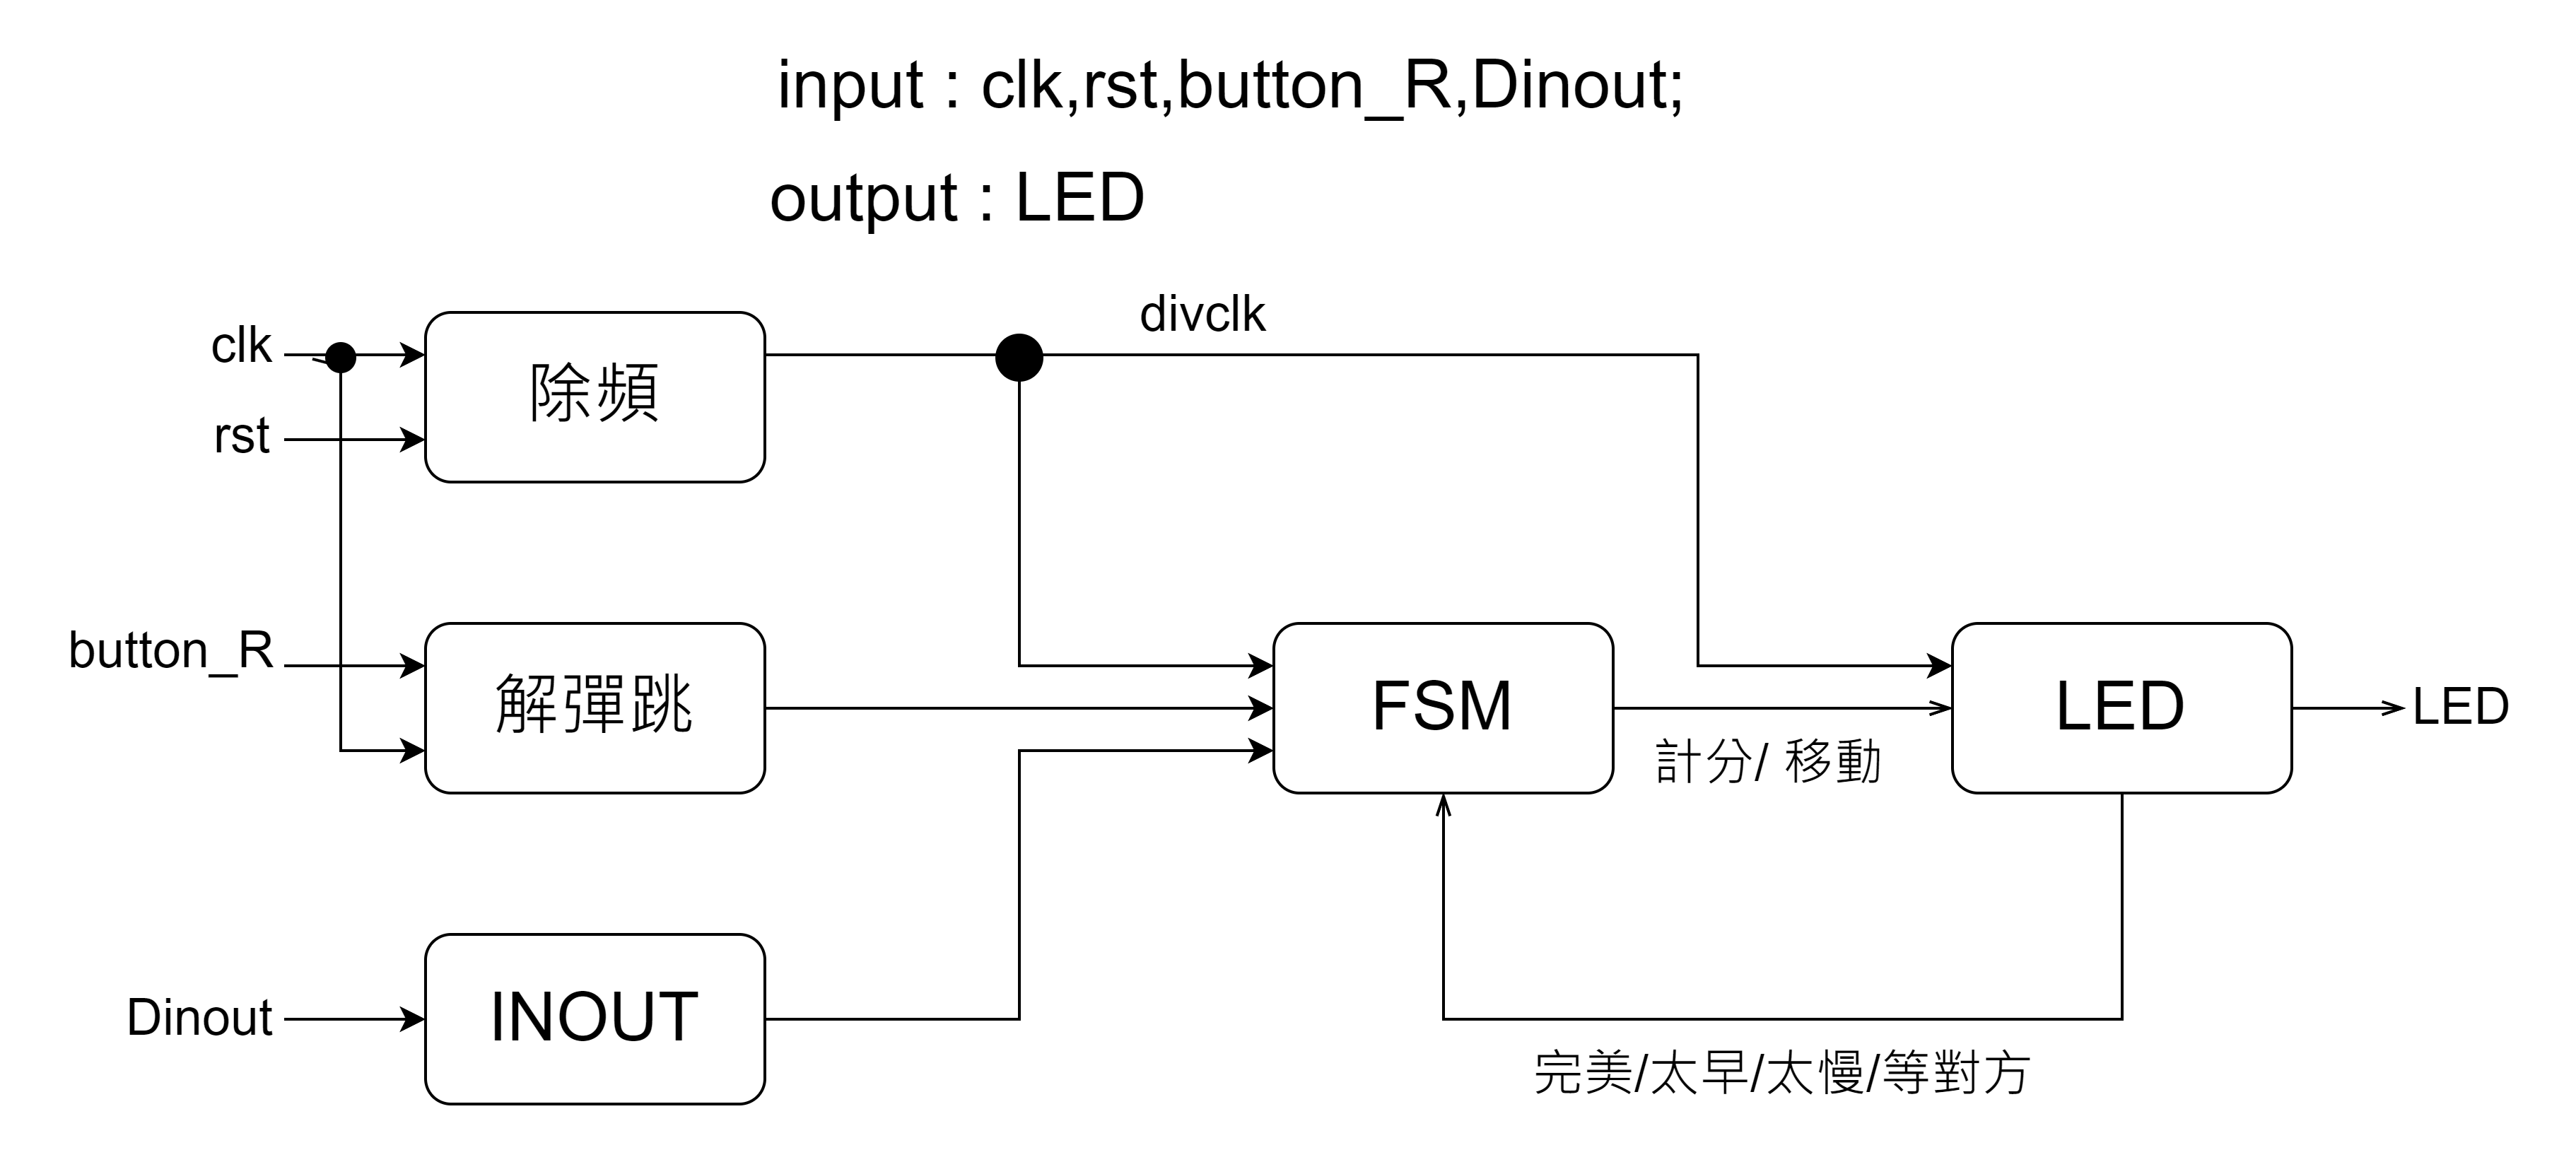 input : clk,rst,button_R,Dinout;
output : LED
divclk
clk
除頻
rst
button_R
解彈跳
FSM
計分/ 移動
LED
LED
Dinout
INOUT
完美/太早/太慢/等對方